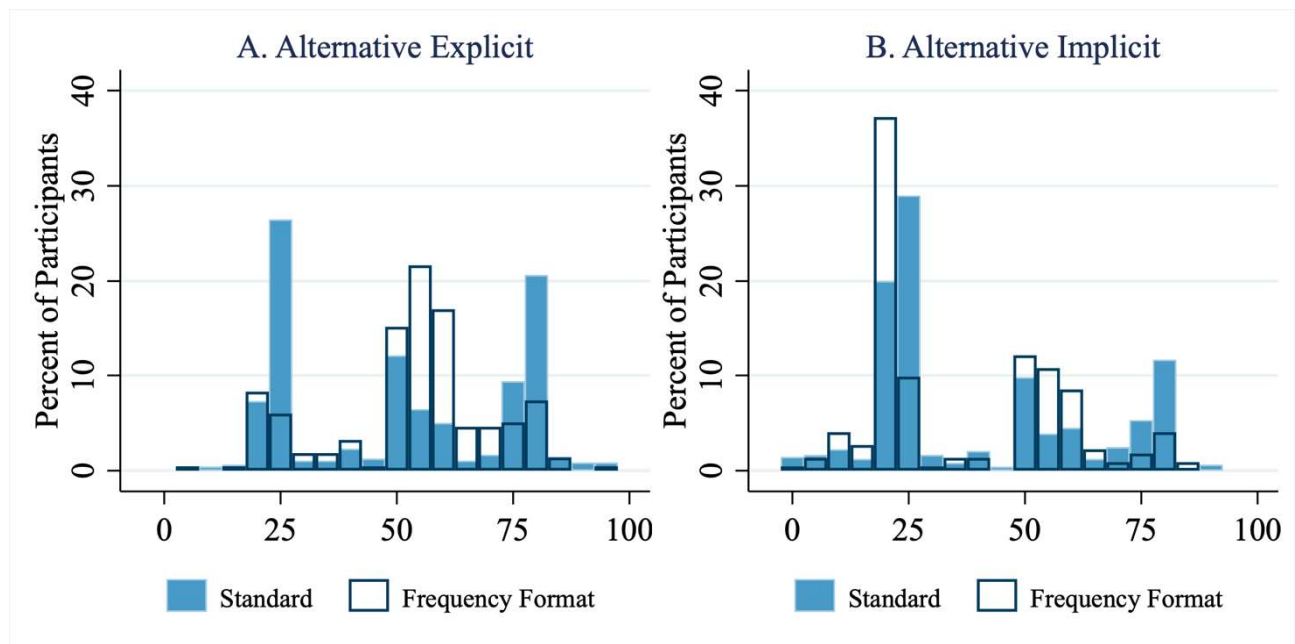 A. Alternative Explicit
Percent of Participants
40
30
20
10
0
0 25 50 75 100
Standard Frequency Format
B. Alternative Implicit
Percent of Participants
40
30
20
10
0
0 25 50 75 100
Standard Frequency Format